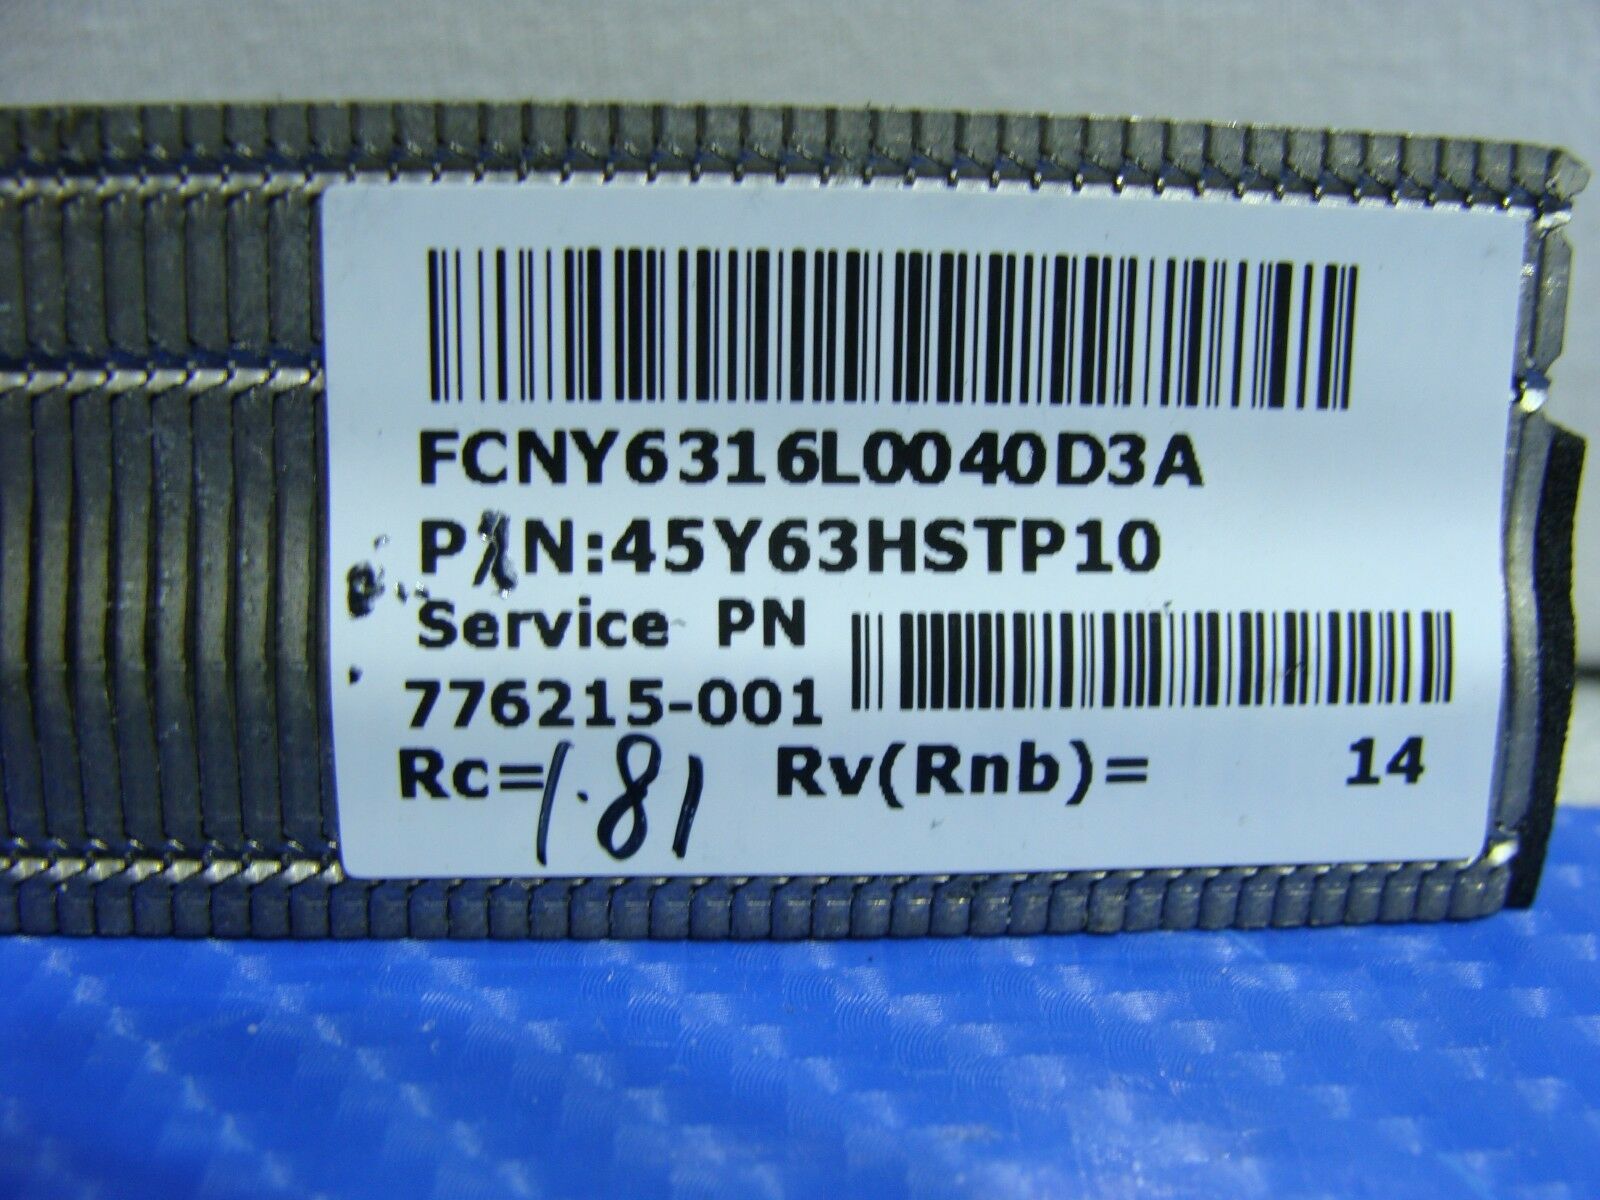 FCNY6316L0040D3A
P/N:45Y63HSTP10
Service PN
776215-001
Rc=1.81 Rv(Rnb)= 14